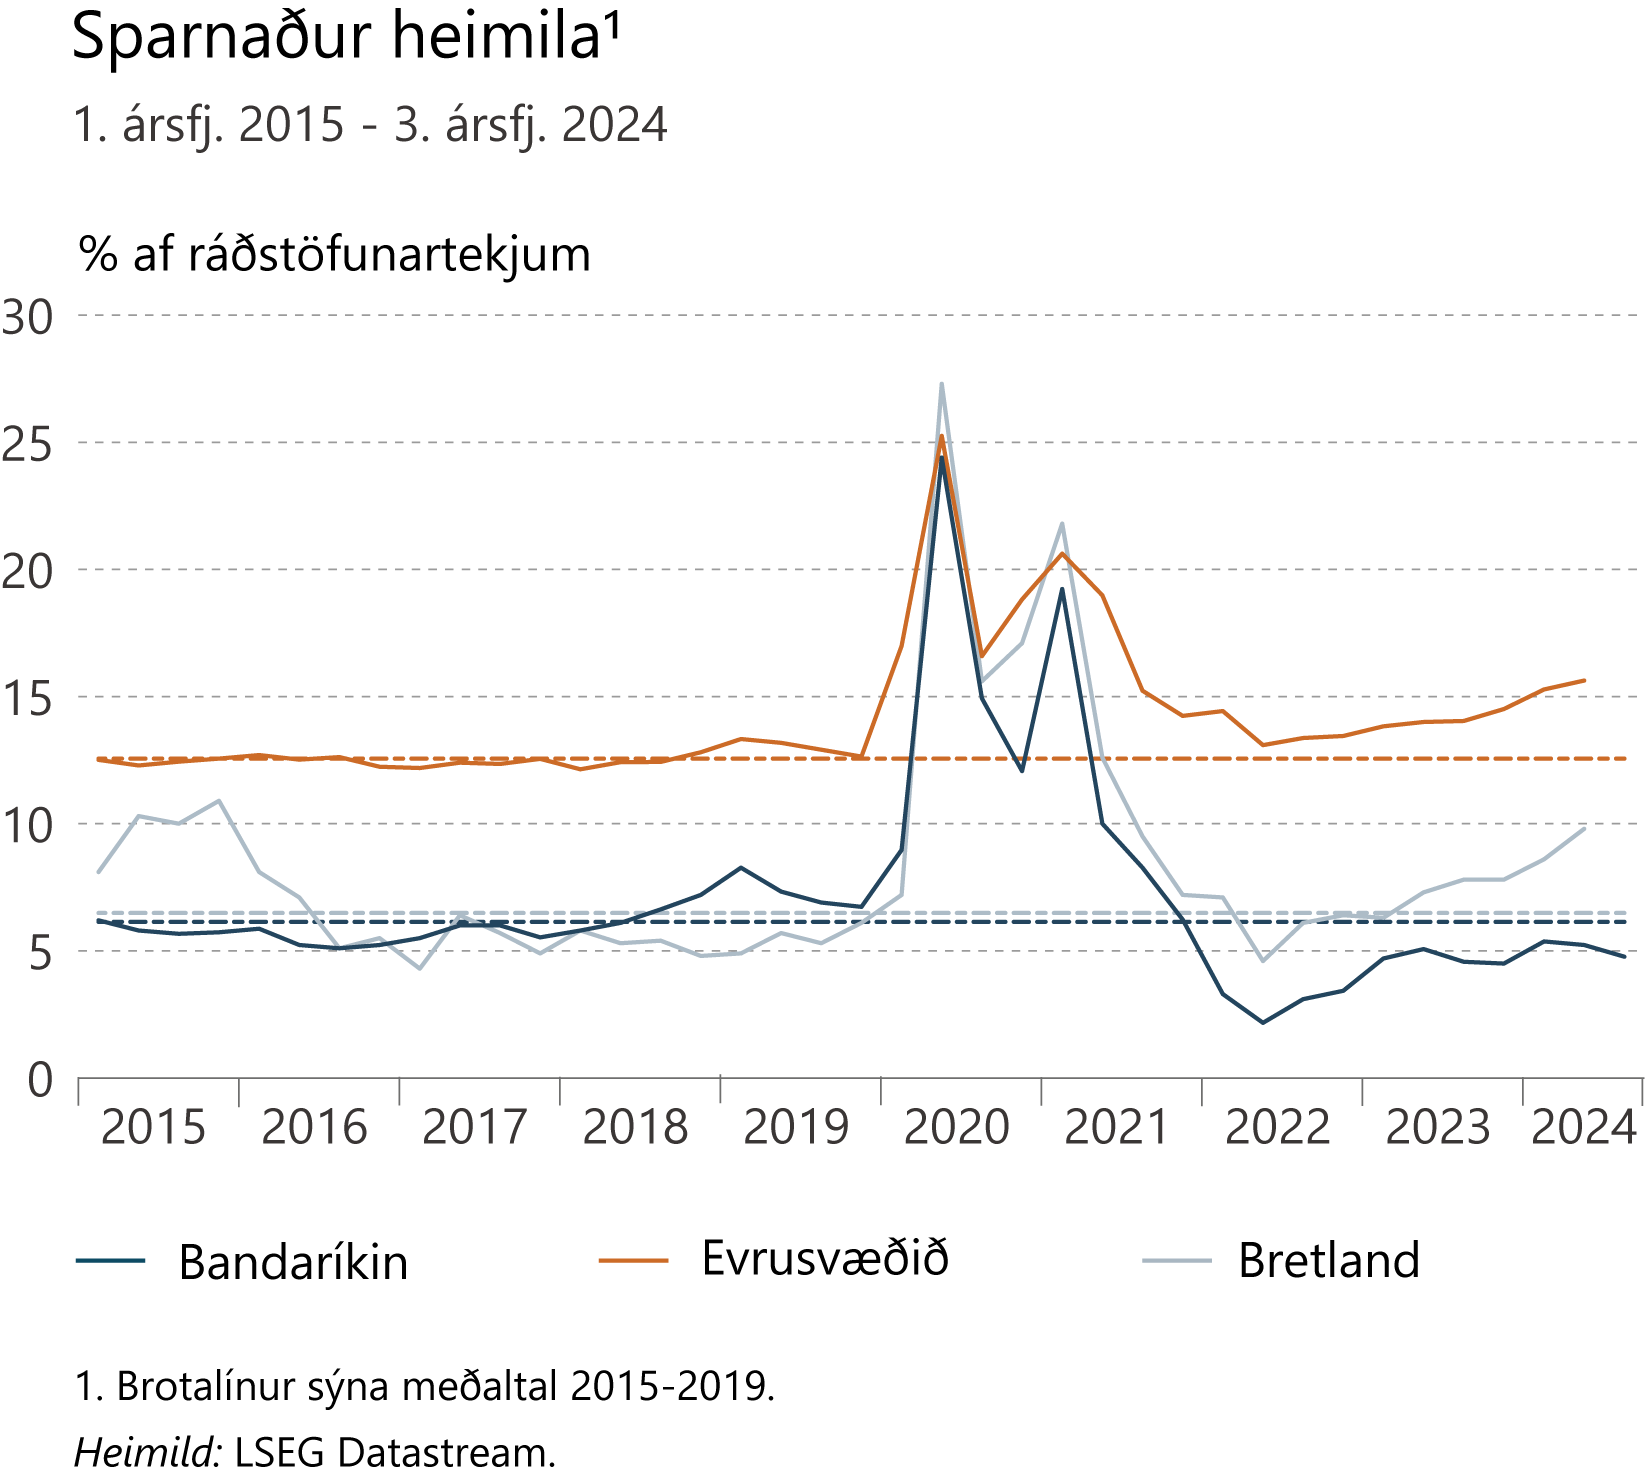 Sparnaður heimila¹
1. ársfj. 2015 - 3. ársfj. 2024
% af ráðstöfunartekjum
30
25
20
15
10
5
0
2015 2016 2017 2018 2019 2020 2021 2022 2023 2024
Bandaríkin Evrusvæðið Bretland
1. Brotalínur sýna meðaltal 2015-2019.
Heimild: LSEG Datastream.